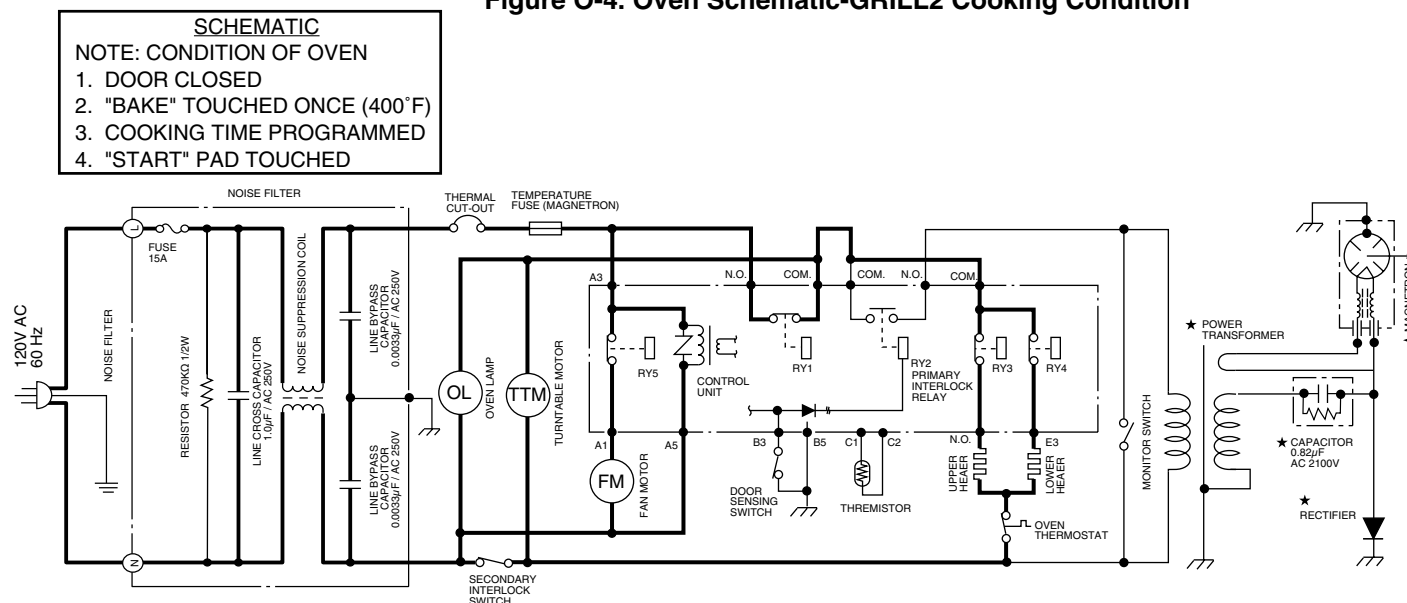 Figure O-4. Oven Schematic-GRILL2 Cooking Condition
SCHEMATIC
NOTE: CONDITION OF OVEN
1. DOOR CLOSED
2. "BAKE" TOUCHED ONCE (400˚F)
3. COOKING TIME PROGRAMMED
4. "START" PAD TOUCHED
NOISE FILTER
THERMAL
CUT-OUT
TEMPERATURE
FUSE (MAGNETRON)
L
FUSE
15A
120V AC
60 Hz
NOISE FILTER
RESISTOR 470KΩ 1/2W
LINE CROSS CAPACITOR
1.0µF / AC 250V
NOISE SUPPRESSION COIL
LINE BYPASS
CAPACITOR
0.0033µF / AC 250V
LINE BYPASS
CAPACITOR
0.0033µF / AC 250V
N
OL
OVEN LAMP
TTM
TURNTABLE MOTOR
SECONDARY
INTERLOCK
SWITCH
A3
N.O.
COM.
COM.
N.O.
COM.
RY5
CONTROL
UNIT
RY1
RY2
PRIMARY
INTERLOCK
RELAY
RY3
RY4
A1
A5
B3
B5
C1
C2
N.O.
E3
FM
FAN MOTOR
DOOR
SENSING
SWITCH
THREMISTOR
UPPER
HEAER
LOWER
HEAER
OVEN
THERMOSTAT
MONITOR SWITCH
★ POWER
TRANSFORMER
MAGNETRON
★ CAPACITOR
0.82µF
AC 2100V
★
RECTIFIER